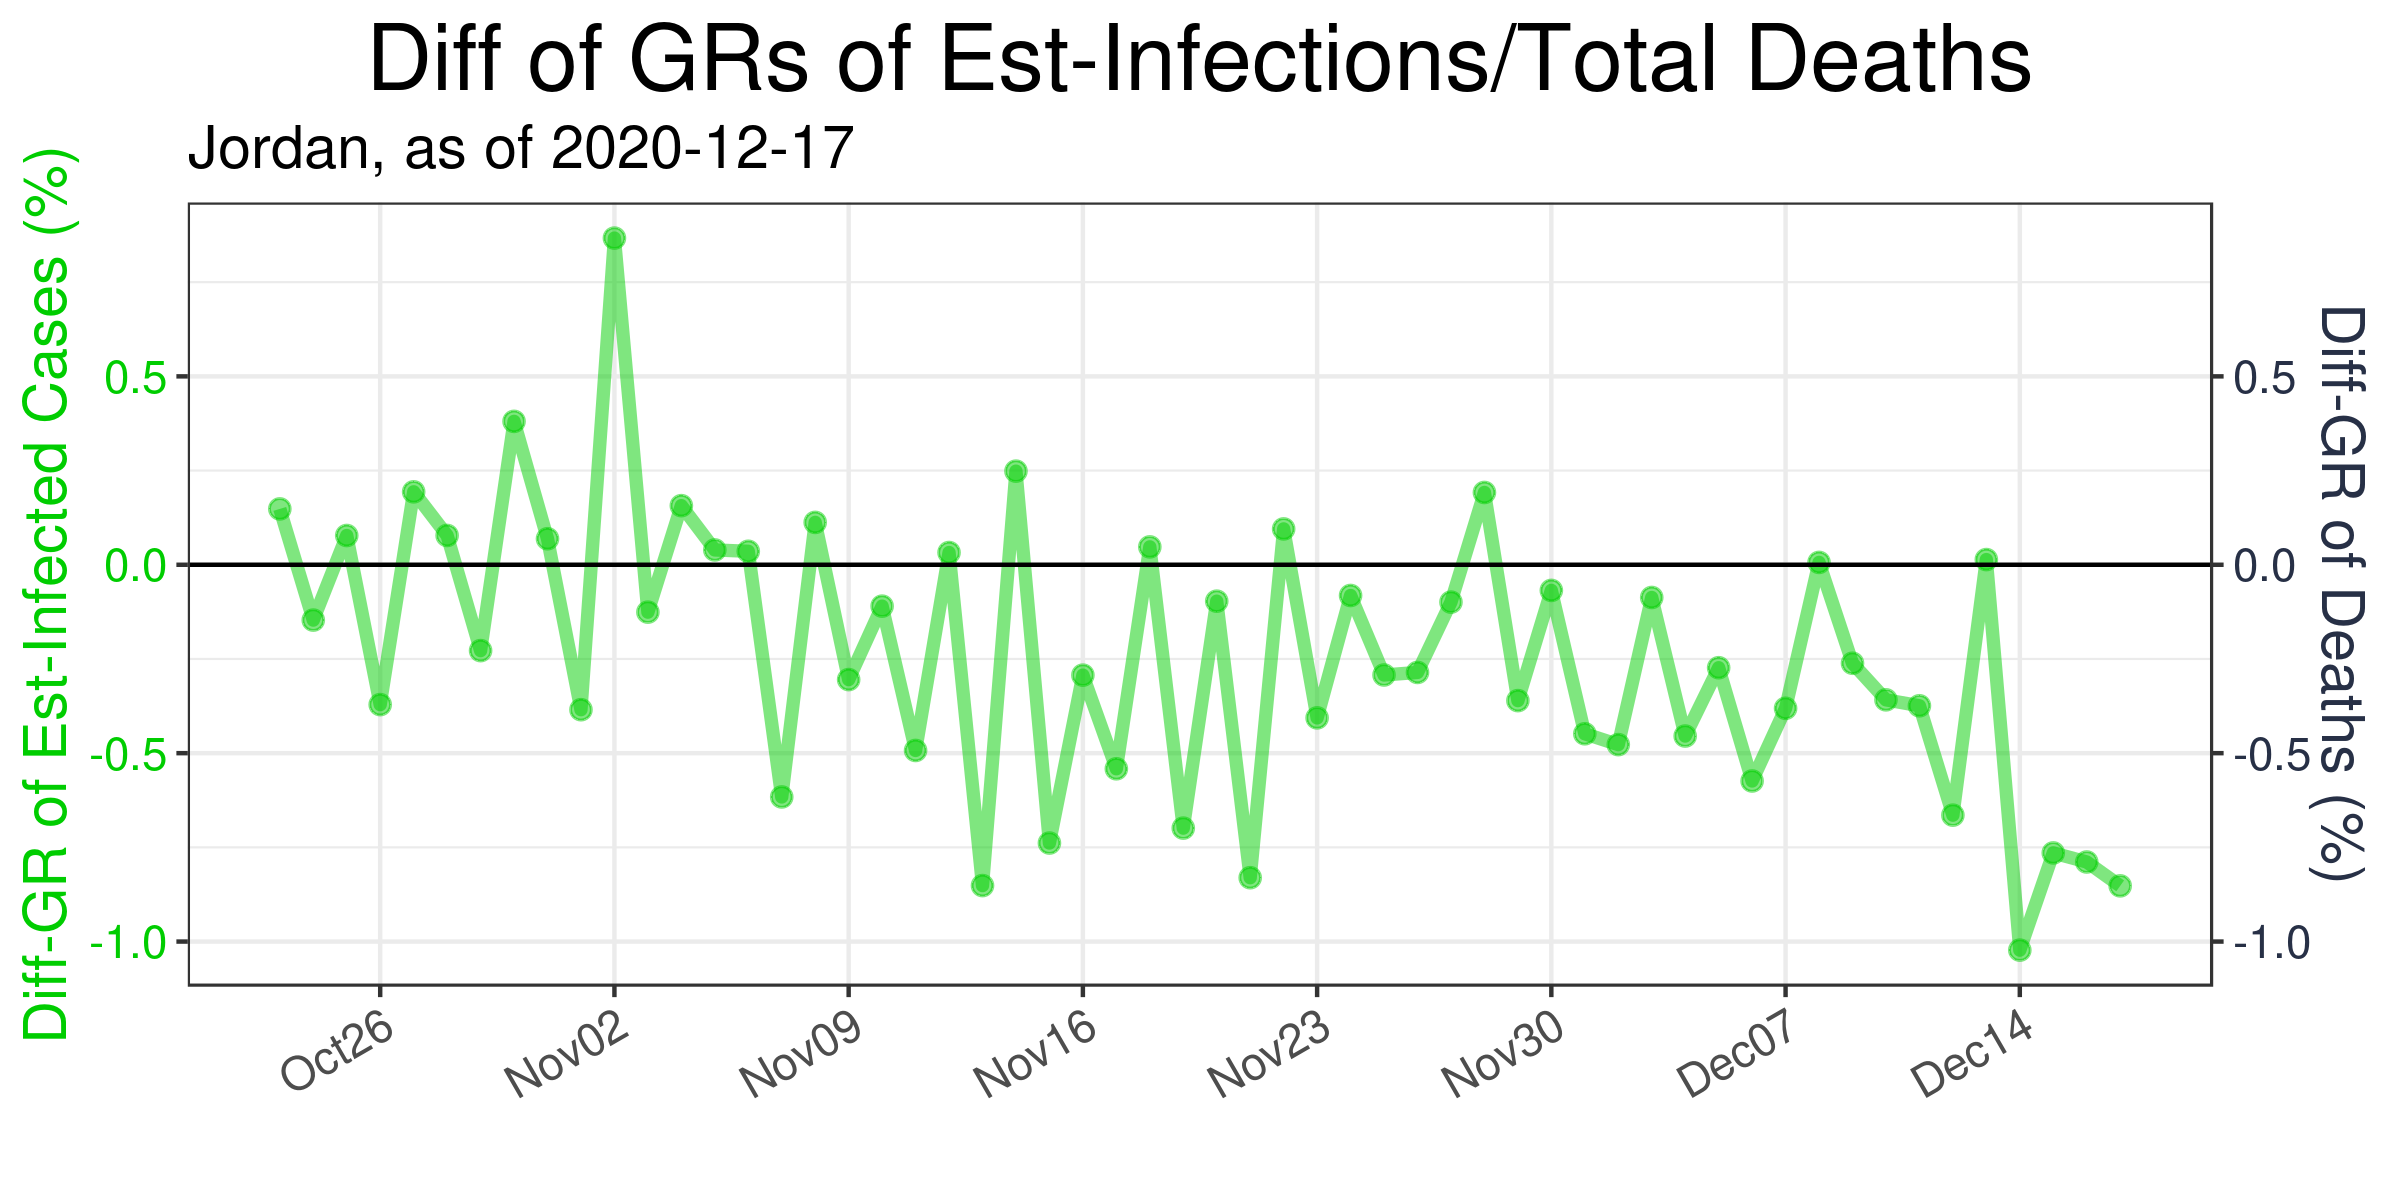 Diff of GRs of Est-Infections/Total Deaths
Jordan, as of 2020-12-17
Diff-GR of Est-Infected Cases (%)
0.5
0.0
-0.5
-1.0
0.5
0.0
-0.5
-1.0
Diff-GR of Deaths (%)
Oct26
Nov02
Nov09
Nov16
Nov23
Nov30
Dec07
Dec14